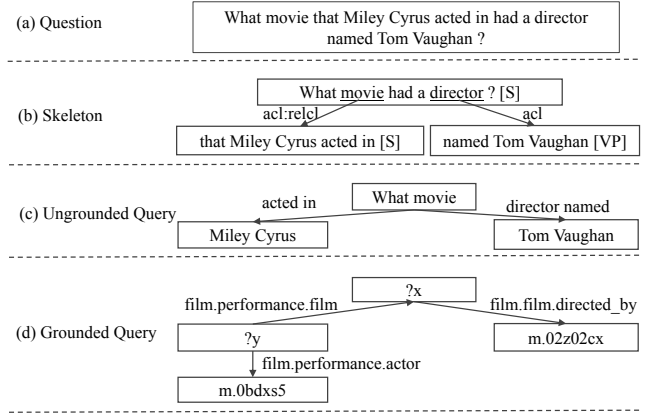 (a) Question
What movie that Miley Cyrus acted in had a director
named Tom Vaughan ?
(b) Skeleton
What movie had a director ? [S]
acl:relcl
acl
that Miley Cyrus acted in [S]
named Tom Vaughan [VP]
(c) Ungrounded Query
What movie
acted in
director named
Miley Cyrus
Tom Vaughan
(d) Grounded Query
?x
film.performance.film
film.film.directed_by
?y
m.02z02cx
film.performance.actor
m.0bdxs5